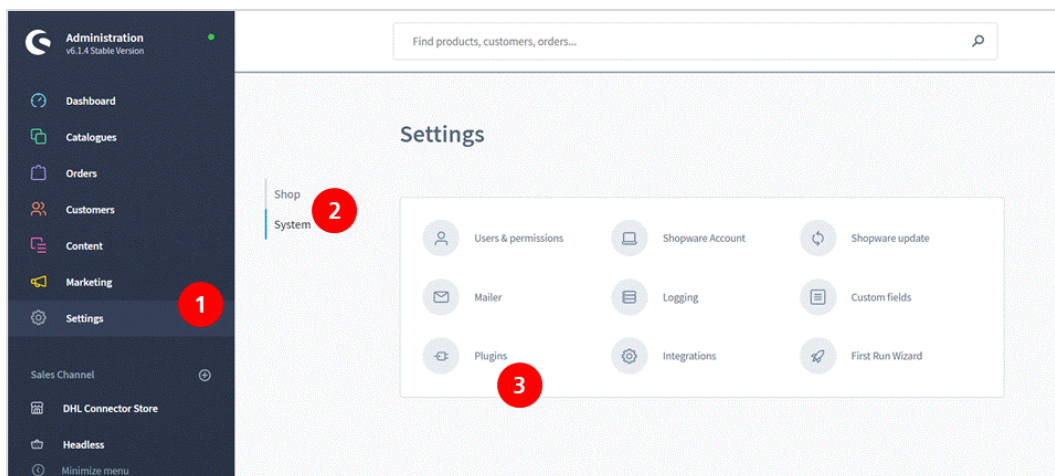 Administration
v6.1.4 Stable Version
Find products, customers, orders...
Dashboard
Catalogues
Orders
Customers
Content
Marketing
Settings
1
Sales Channel
DHL Connector Store
Headless
Minimize menu
Settings
Shop
System
2
Users & permissions
Shopware Account
Shopware update
Mailer
Logging
Custom fields
Plugins
Integrations
First Run Wizard
3